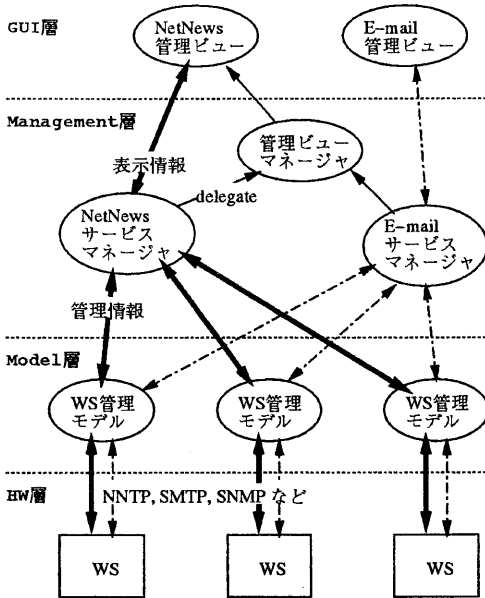 GUI層
NetNews
管理ビュー
E-mail
管理ビュー
Management層
管理ビュー
マネージャ
表示情報
delegate
NetNews
サービス
マネージャ
E-mail
サービス
マネージャ
管理情報
Model層
WS管理
モデル
WS管理
モデル
WS管理
モデル
HW層
NNTP, SMTP, SNMP など
WS
WS
WS